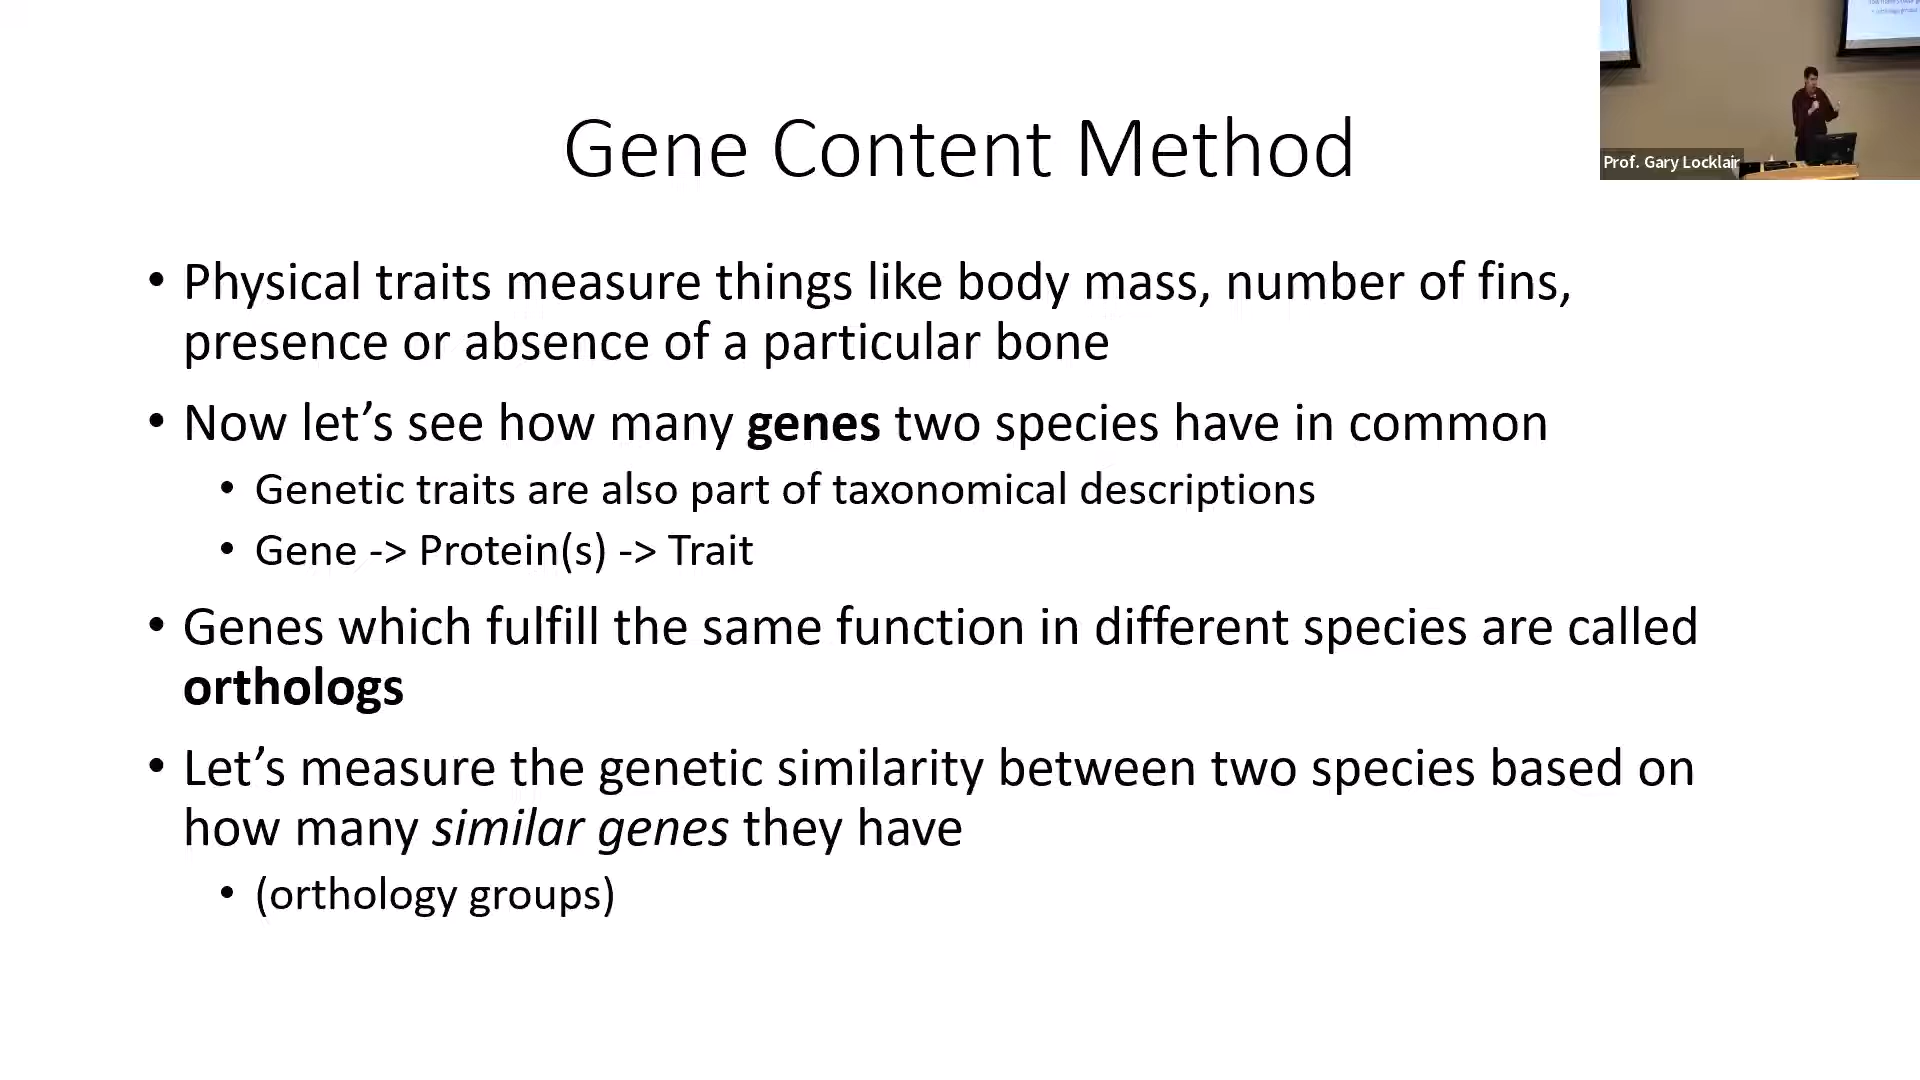 Gene Content Method
Prof. Gary Locklair
• Physical traits measure things like body mass, number of fins,
presence or absence of a particular bone
• Now let’s see how many genes two species have in common
• Genetic traits are also part of taxonomical descriptions
• Gene -> Protein(s) -> Trait
• Genes which fulfill the same function in different species are called
orthologs
• Let’s measure the genetic similarity between two species based on
how many similar genes they have
• (orthology groups)